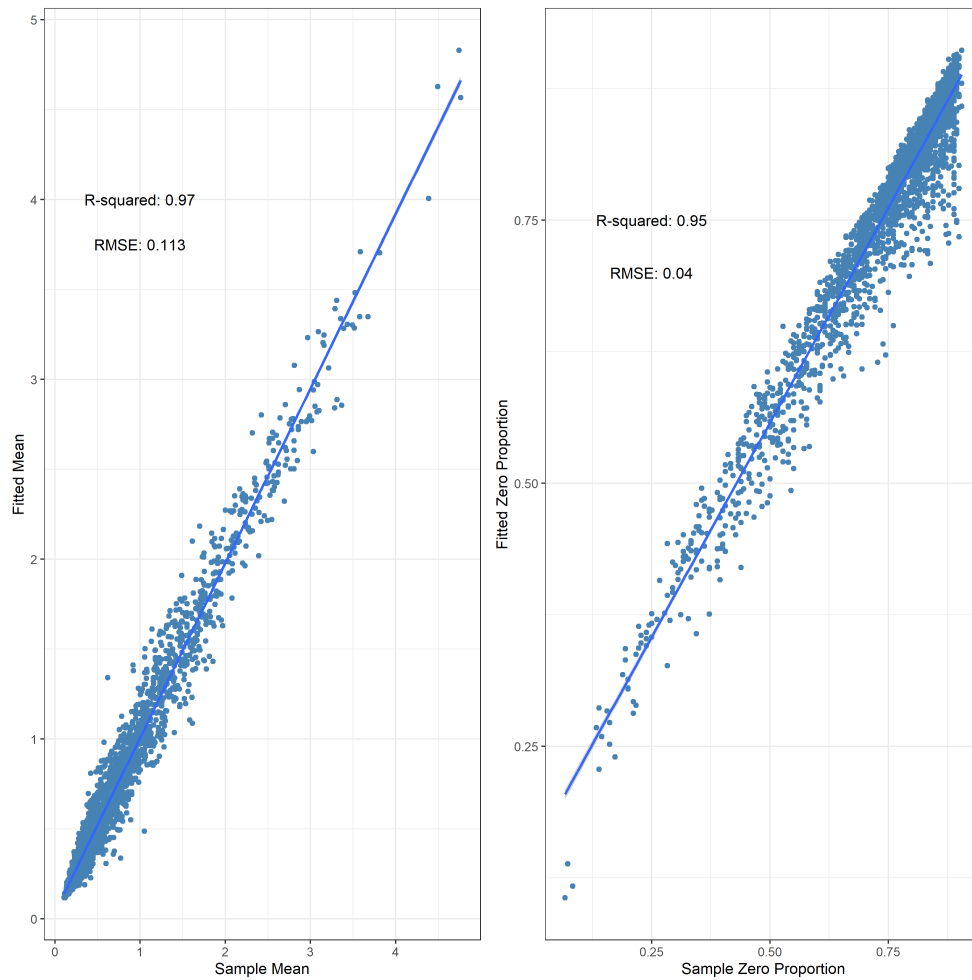 5
4
3
2
1
0
Fitted Mean
R-squared: 0.97
RMSE: 0.113
0
1
2
3
4
Sample Mean
0.75
0.50
0.25
Fitted Zero Proportion
R-squared: 0.95
RMSE: 0.04
0.25
0.50
0.75
Sample Zero Proportion